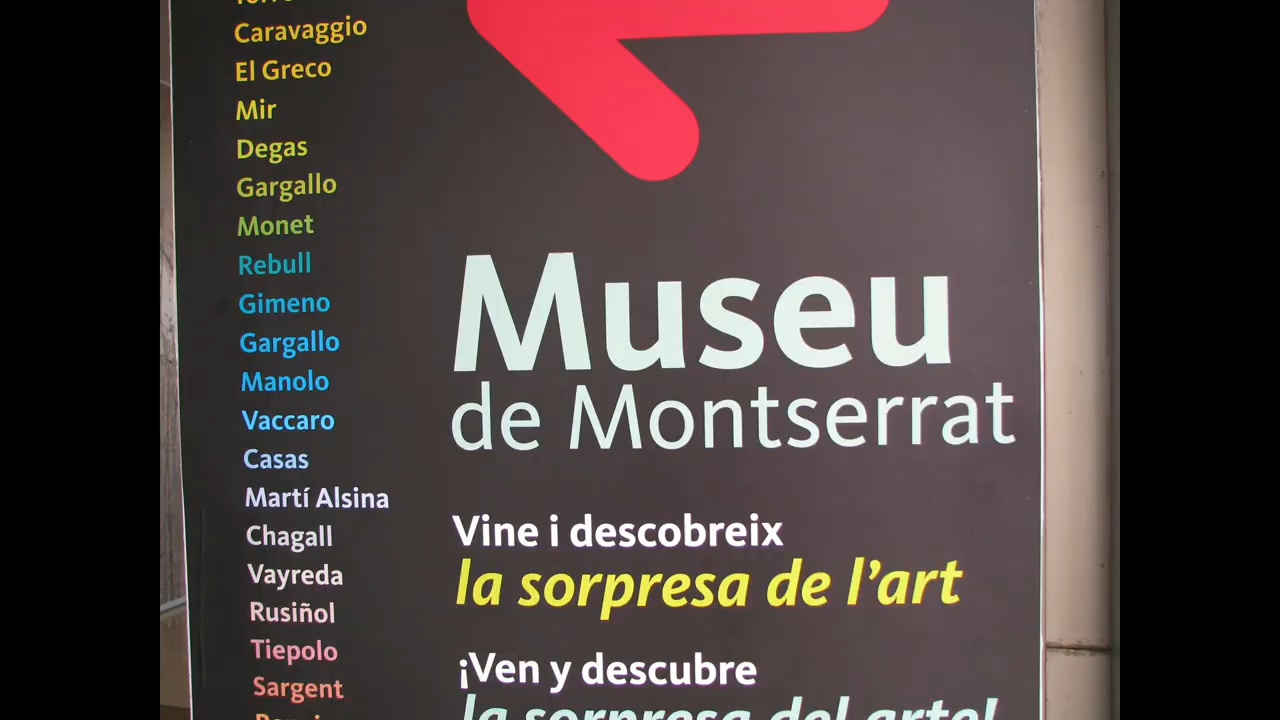 Caravaggio
El Greco
Mir
Degas
Gargallo
Monet
Rebull
Gimeno
Gargallo
Manolo
Vaccaro
Casas
Martí Alsina
Chagall
Vayreda
Rusiñol
Tiepolo
Sargent
Museu
de Montserrat
Vine i descobreix
la sorpresa de l'art
¡Ven y descubre
la sorpresa del arte!